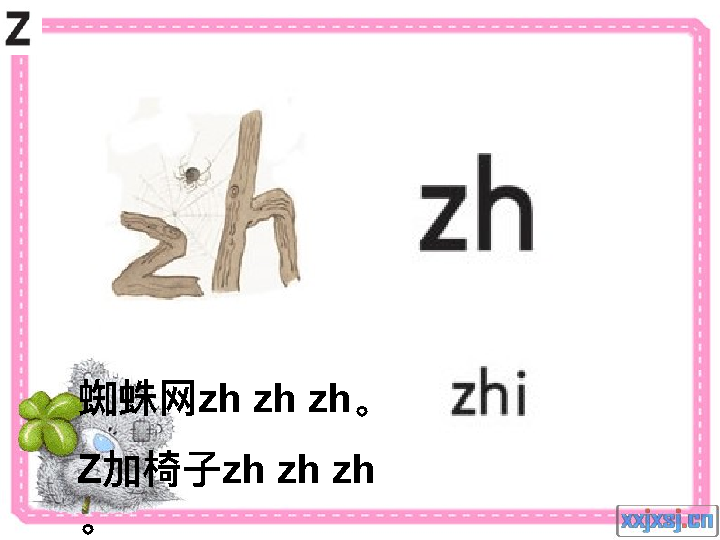 z
zh
zh
zhi
蜘蛛网zh zh zh。
Z加椅子zh zh zh
。
xxjxsj.cn